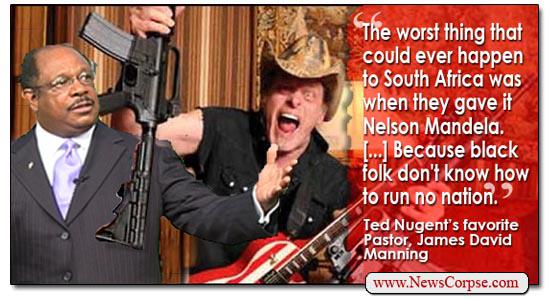 “The worst thing that
could ever happen
to South Africa was
when they gave it
Nelson Mandela.
[...] Because black
folk don't know how
to run no nation.”
Ted Nugent's favorite
Pastor, James David
Manning
www.NewsCorpse.com